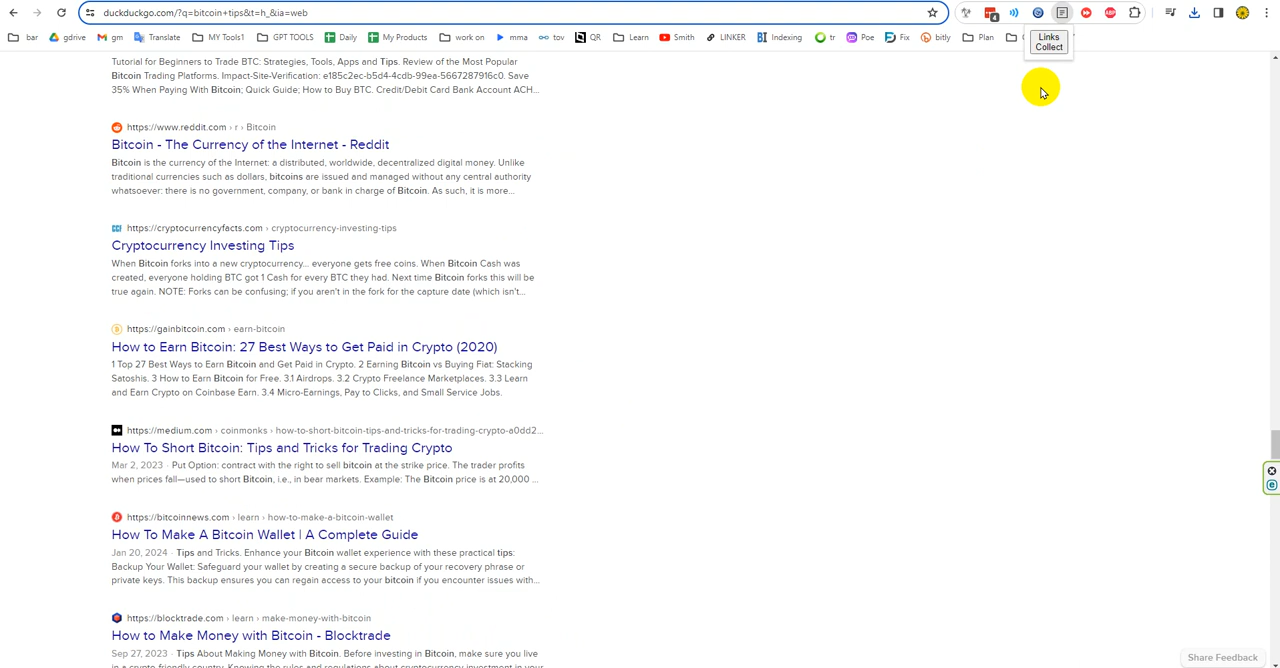 duckduckgo.com/?q=bitcoin+tips&t=h_&ia=web
4
ABP
bar gdrive gm Translate MY Tools1 GPT TOOLS Daily My Products work on mma tov QR Learn Smith LINKER Indexing tr Poe Fix bitly Plan
Links
Collect
Tutorial for Beginners to Trade BTC: Strategies, Tools, Apps and Tips. Review of the Most Popular
Bitcoin Trading Platforms. Impact-Site-Verification: e185c2ec-b5d4-4cdb-99ea-5667287916c0. Save
35% When Paying With Bitcoin; Quick Guide; How to Buy BTC. Credit/Debit Card Bank Account ACH...
https://www.reddit.com › r › Bitcoin
Bitcoin - The Currency of the Internet - Reddit
Bitcoin is the currency of the Internet: a distributed, worldwide, decentralized digital money. Unlike
traditional currencies such as dollars, bitcoins are issued and managed without any central authority
whatsoever: there is no government, company, or bank in charge of Bitcoin. As such, it is more...
https://cryptocurrencyfacts.com › cryptocurrency-investing-tips
Cryptocurrency Investing Tips
When Bitcoin forks into a new cryptocurrency... everyone gets free coins. When Bitcoin Cash was
created, everyone holding BTC got 1 Cash for every BTC they had. Next time Bitcoin forks this will be
true again. NOTE: Forks can be confusing; if you aren't in the fork for the capture date (which isn't...
https://gainbitcoin.com › earn-bitcoin
How to Earn Bitcoin: 27 Best Ways to Get Paid in Crypto (2020)
1 Top 27 Best Ways to Earn Bitcoin and Get Paid in Crypto. 2 Earning Bitcoin vs Buying Fiat: Stacking
Satoshis. 3 How to Earn Bitcoin for Free. 3.1 Airdrops. 3.2 Crypto Freelance Marketplaces. 3.3 Learn
and Earn Crypto on Coinbase Earn. 3.4 Micro-Earnings, Pay to Clicks, and Small Service Jobs.
https://medium.com › coinmonks › how-to-short-bitcoin-tips-and-tricks-for-trading-crypto-a0dd2...
How To Short Bitcoin: Tips and Tricks for Trading Crypto
Mar 2, 2023 · Put Option: contract with the right to sell bitcoin at the strike price. The trader profits
when prices fall—used to short Bitcoin, i.e., in bear markets. Example: The Bitcoin price is at 20,000 ...
https://bitcoinnews.com › learn › how-to-make-a-bitcoin-wallet
How To Make A Bitcoin Wallet | A Complete Guide
Jan 20, 2024 · Tips and Tricks. Enhance your Bitcoin wallet experience with these practical tips:
Backup Your Wallet: Safeguard your wallet by creating a secure backup of your recovery phrase or
private keys. This backup ensures you can regain access to your bitcoin if you encounter issues with...
https://blocktrade.com › learn › make-money-with-bitcoin
How to Make Money with Bitcoin - Blocktrade
Sep 27, 2023 · Tips About Making Money with Bitcoin. Before investing in Bitcoin, make sure you live
in a crypto-friendly country. Knowing the rules and regulations about cryptocurrency investment in your
Share Feedback